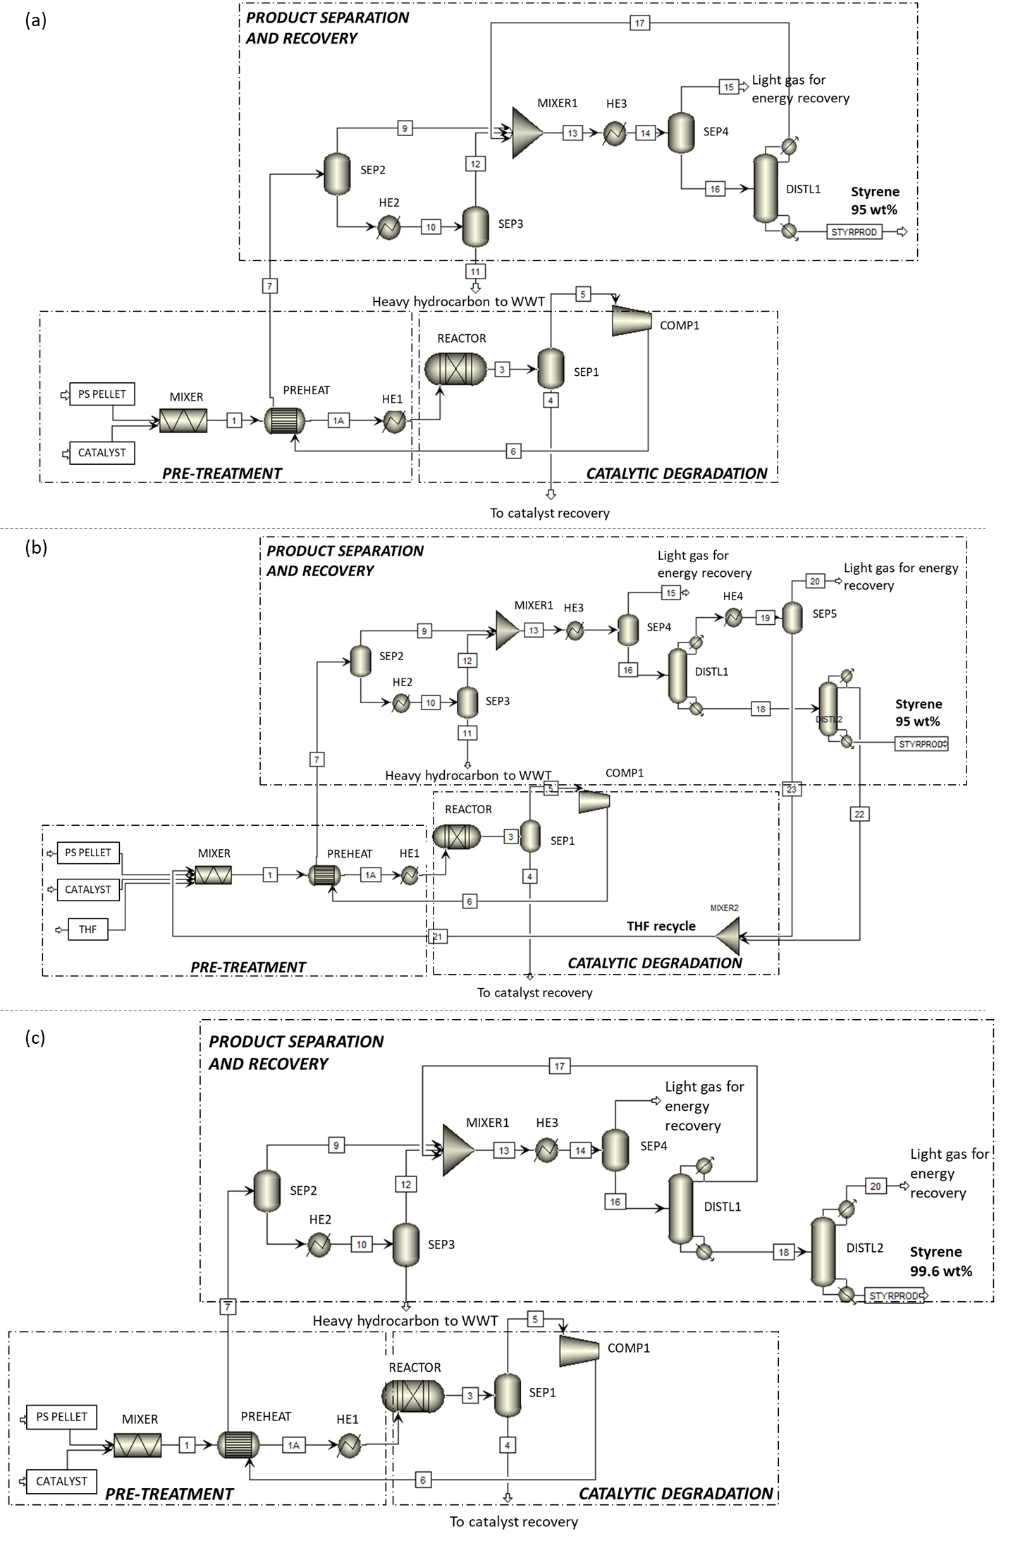 (a)
PRODUCT SEPARATION
AND RECOVERY
17
Light gas for
energy recovery
15
MIXER1
HE3
9
13
14
SEP4
SEP2
12
16
DISTL1
Styrene
95 wt%
HE2
10
SEP3
STYRPROD
11
7
Heavy hydrocarbon to WWT
5
COMP1
REACTOR
3
SEP1
PS PELLET
MIXER
PREHEAT
HE1
4
1
1A
CATALYST
6
PRE-TREATMENT
CATALYTIC DEGRADATION
To catalyst recovery
(b)
PRODUCT SEPARATION
AND RECOVERY
Light gas for
energy recovery
Light gas for energy
recovery
20
15
HE4
MIXER1
HE3
9
13
SEP4
19
SEP5
SEP2
12
16
DISTL1
HE2
10
SEP3
18
DISTL2
Styrene
95 wt%
11
STYRPROD
7
Heavy hydrocarbon to WWT
COMP1
5
23
REACTOR
22
3
SEP1
PS PELLET
MIXER
PREHEAT
HE1
1
1A
4
CATALYST
6
THF
MIXER2
THF recycle
21
PRE-TREATMENT
CATALYTIC DEGRADATION
To catalyst recovery
(c)
PRODUCT SEPARATION
AND RECOVERY
17
Light gas for
energy
recovery
MIXER1
HE3
9
13
14
SEP4
Light gas for
energy
recovery
SEP2
12
20
16
DISTL1
HE2
10
SEP3
18
DISTL2
Styrene
99.6 wt%
STYRPROD
7
Heavy hydrocarbon to WWT
5
COMP1
REACTOR
3
SEP1
PS PELLET
MIXER
PREHEAT
HE1
1
1A
4
CATALYST
6
PRE-TREATMENT
CATALYTIC DEGRADATION
To catalyst recovery